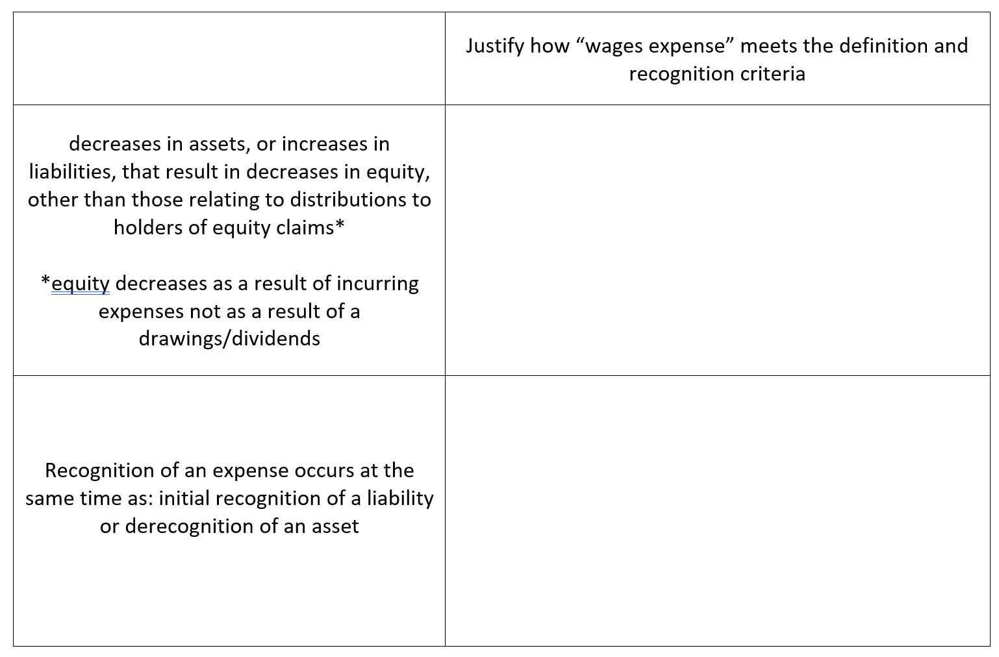 Justify how “wages expense” meets the definition and
recognition criteria
decreases in assets, or increases in
liabilities, that result in decreases in equity,
other than those relating to distributions to
holders of equity claims*
*equity decreases as a result of incurring
expenses not as a result of a
drawings/dividends
Recognition of an expense occurs at the
same time as: initial recognition of a liability
or derecognition of an asset